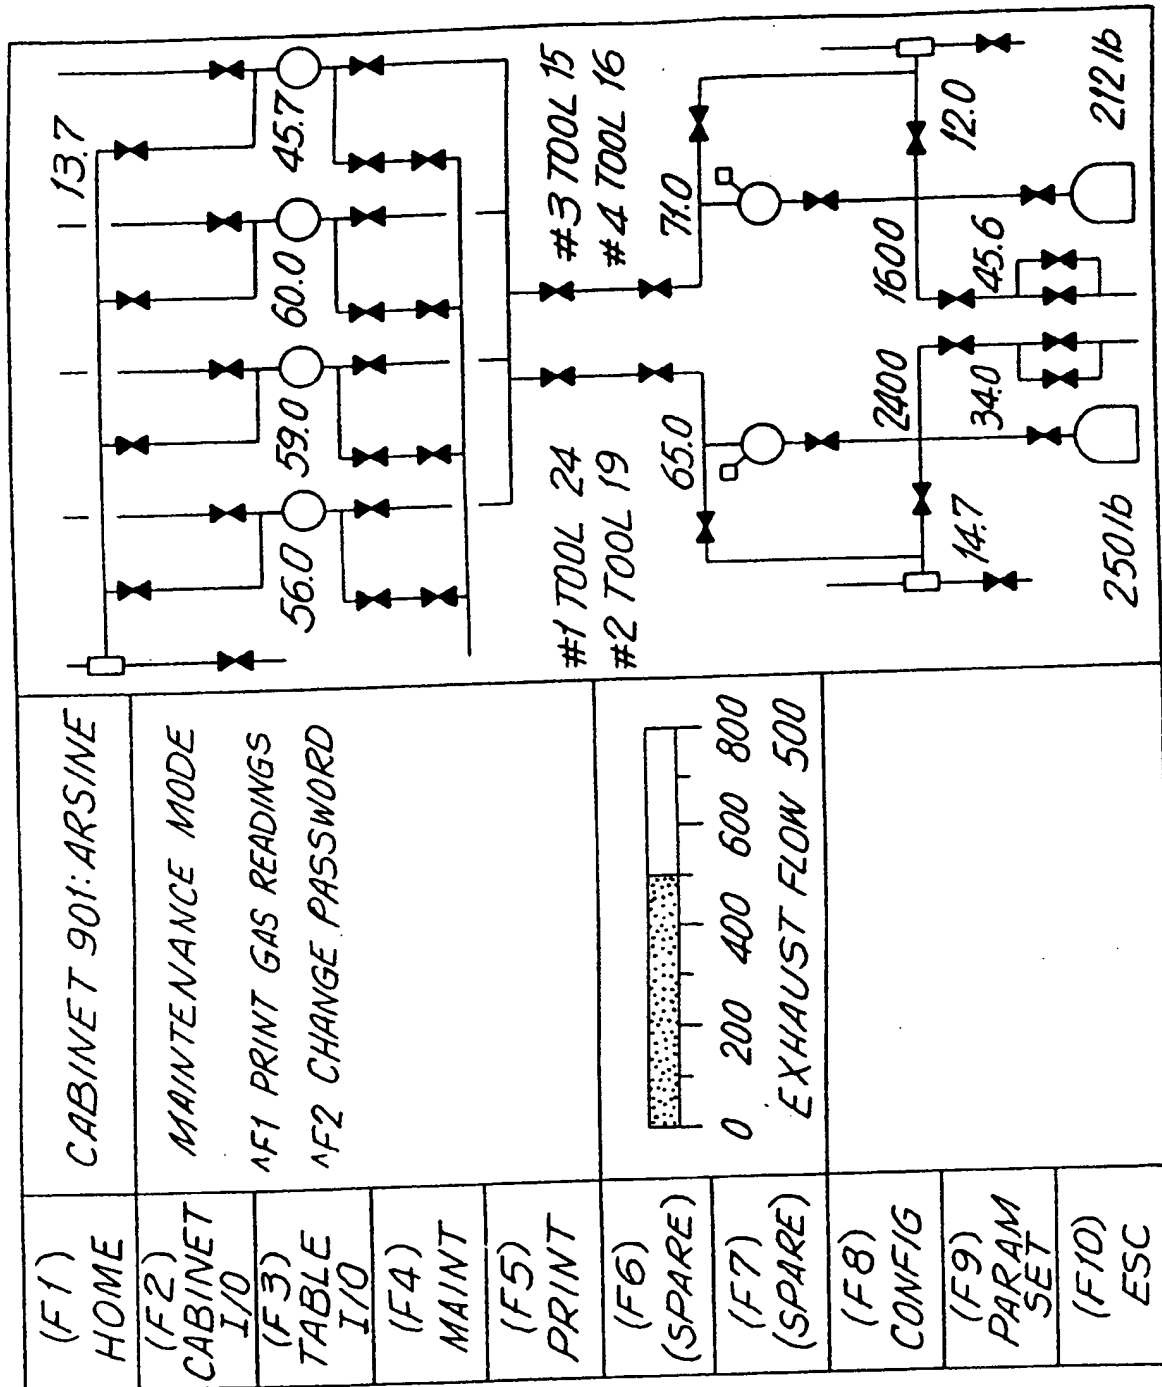 (F1)
HOME
(F2)
CABINET
I/O
(F3)
TABLE
I/O
(F4)
MAINT
(F5)
PRINT
(F6)
(SPARE)
(F7)
(SPARE)
(F8)
CONFIG
(F9)
PARAM
SET
(F10)
ESC
CABINET 901: ARSINE
MAINTENANCE MODE
^F1 PRINT GAS READINGS
^F2 CHANGE PASSWORD
0 200 400 600 800
EXHAUST FLOW 500
13.7
56.0
59.0
60.0
45.7
#1 TOOL 24
#2 TOOL 19
#3 TOOL 15
#4 TOOL 16
65.0
71.0
2400
1600
14.7
34.0
45.6
12.0
250 lb
212 lb